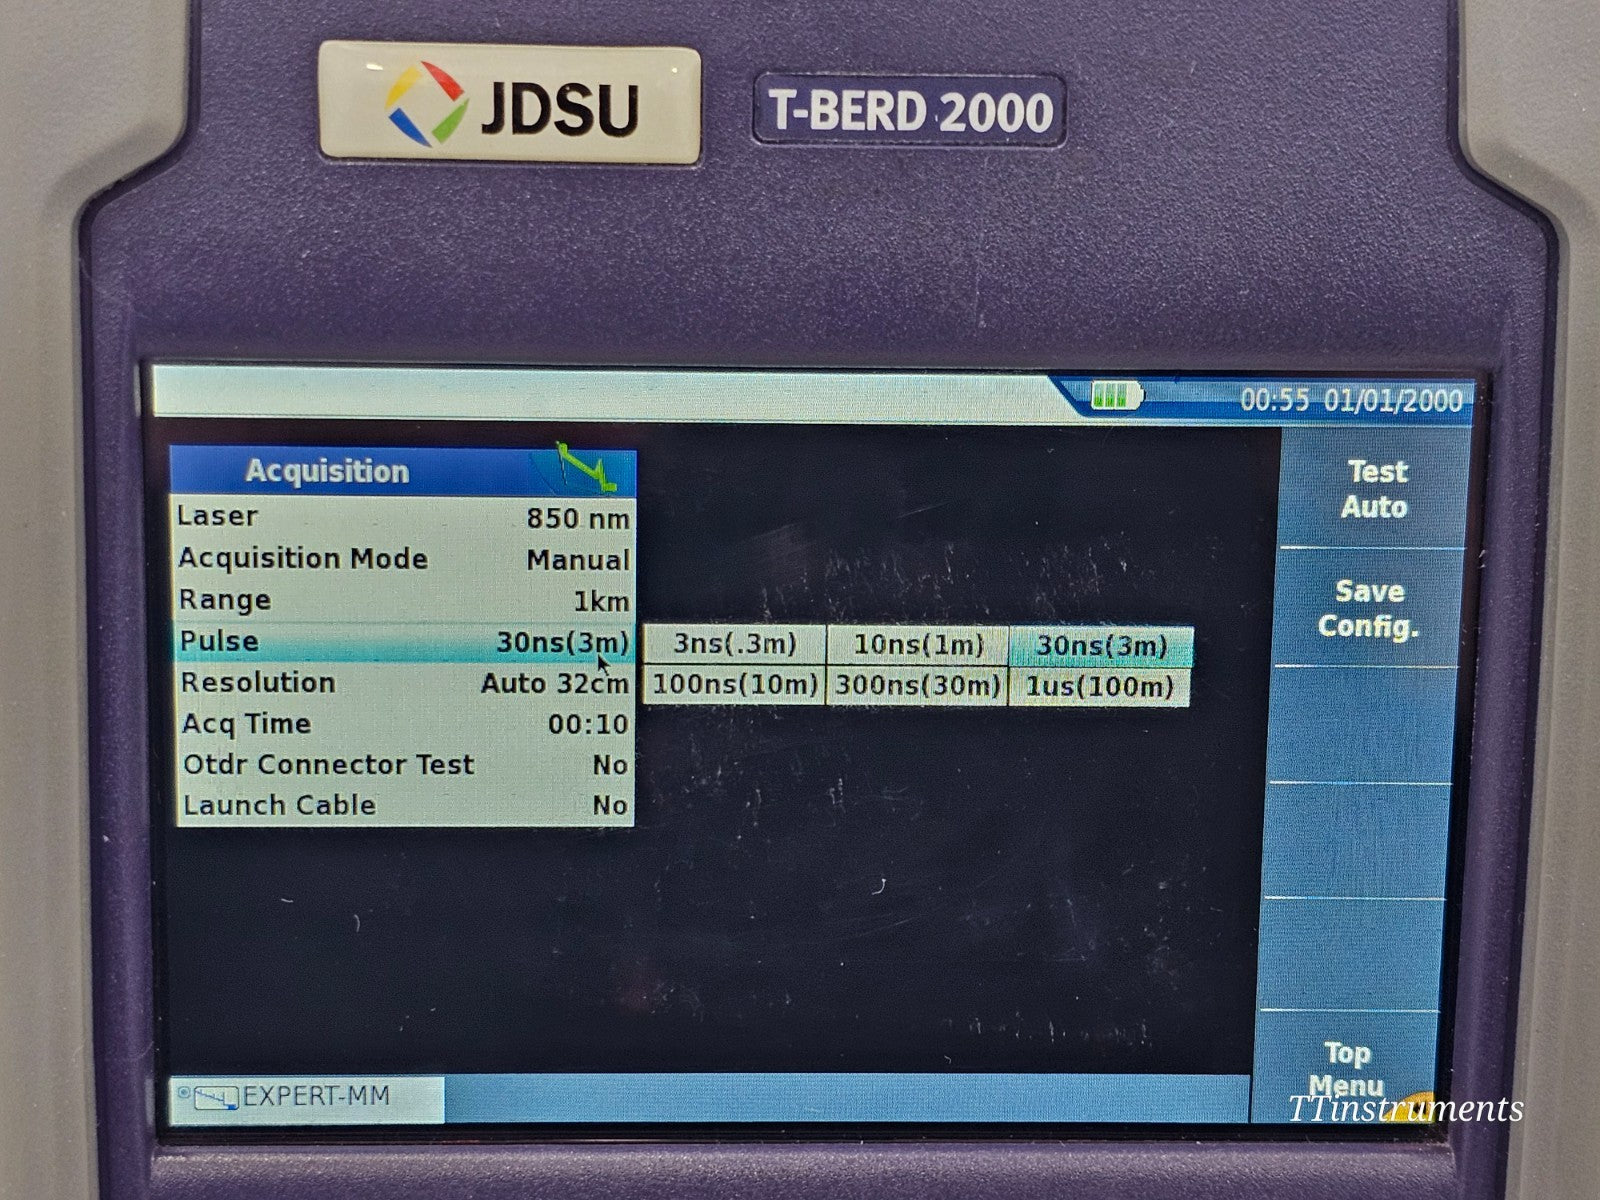 JDSU
T-BERD 2000
00:55 01/01/2000
Acquisition
Laser 850 nm
Acquisition Mode Manual
Range 1km
Pulse 30ns(3m)
Resolution Auto 32cm
Acq Time 00:10
Otdr Connector Test No
Launch Cable No
3ns(.3m) 10ns(1m) 30ns(3m)
100ns(10m) 300ns(30m) 1us(100m)
Test
Auto
Save
Config.
Top
Menu
EXPERT-MM
TTinstruments